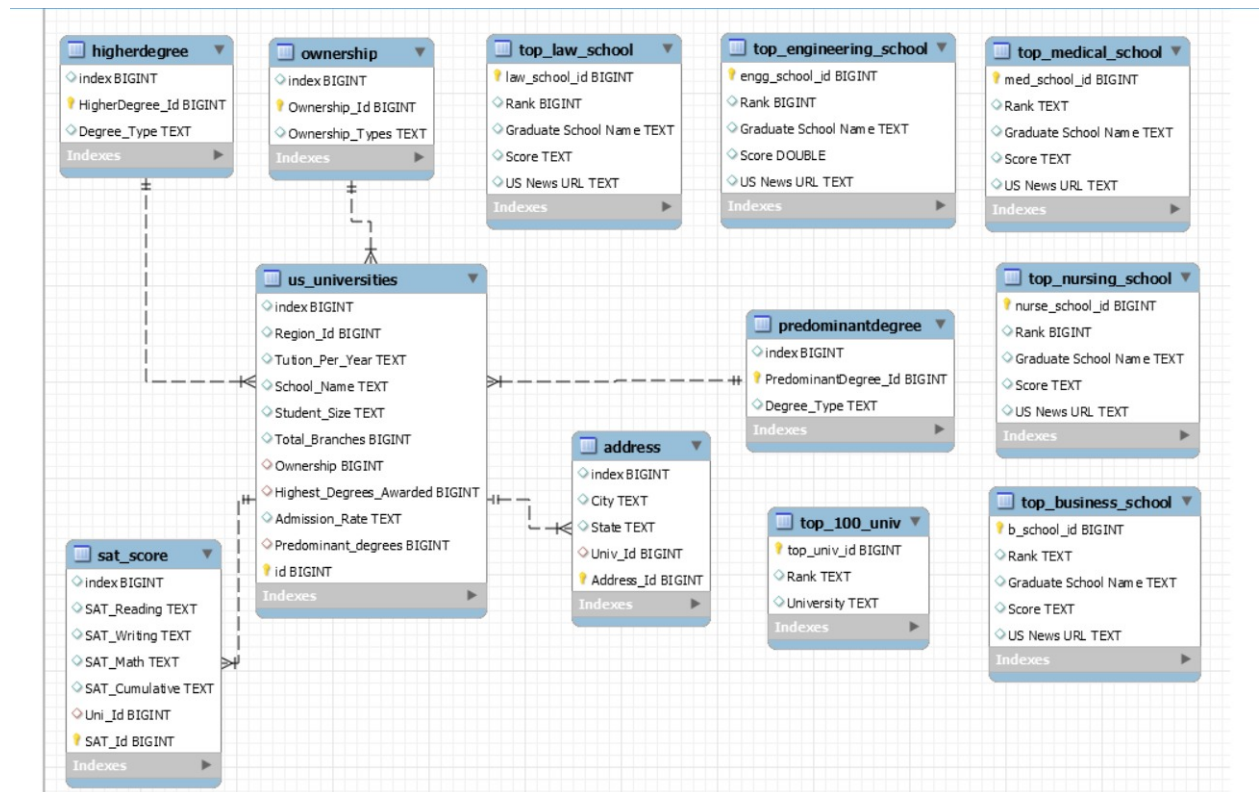 higherdegree
index BIGINT
HigherDegree_Id BIGINT
Degree_Type TEXT
Indexes
ownership
index BIGINT
Ownership_Id BIGINT
Ownership_Types TEXT
Indexes
top_law_school
law_school_id BIGINT
Rank BIGINT
Graduate School Name TEXT
Score TEXT
US News URL TEXT
Indexes
top_engineering_school
engg_school_id BIGINT
Rank BIGINT
Graduate School Name TEXT
Score DOUBLE
US News URL TEXT
Indexes
top_medical_school
med_school_id BIGINT
Rank TEXT
Graduate School Name TEXT
Score TEXT
US News URL TEXT
Indexes
us_universities
index BIGINT
Region_Id BIGINT
Tution_Per_Year TEXT
School_Name TEXT
Student_Size TEXT
Total_Branches BIGINT
Ownership BIGINT
Highest_Degrees_Awarded BIGINT
Admission_Rate TEXT
Predominant_degrees BIGINT
id BIGINT
Indexes
predominantdegree
index BIGINT
PredominantDegree_Id BIGINT
Degree_Type TEXT
Indexes
top_nursing_school
nurse_school_id BIGINT
Rank BIGINT
Graduate School Name TEXT
Score TEXT
US News URL TEXT
Indexes
address
index BIGINT
City TEXT
State TEXT
Univ_Id BIGINT
Address_Id BIGINT
Indexes
top_100_univ
top_univ_id BIGINT
Rank TEXT
University TEXT
Indexes
top_business_school
b_school_id BIGINT
Rank TEXT
Graduate School Name TEXT
Score TEXT
US News URL TEXT
Indexes
sat_score
index BIGINT
SAT_Reading TEXT
SAT_Writing TEXT
SAT_Math TEXT
SAT_Cumulative TEXT
Uni_Id BIGINT
SAT_Id BIGINT
Indexes